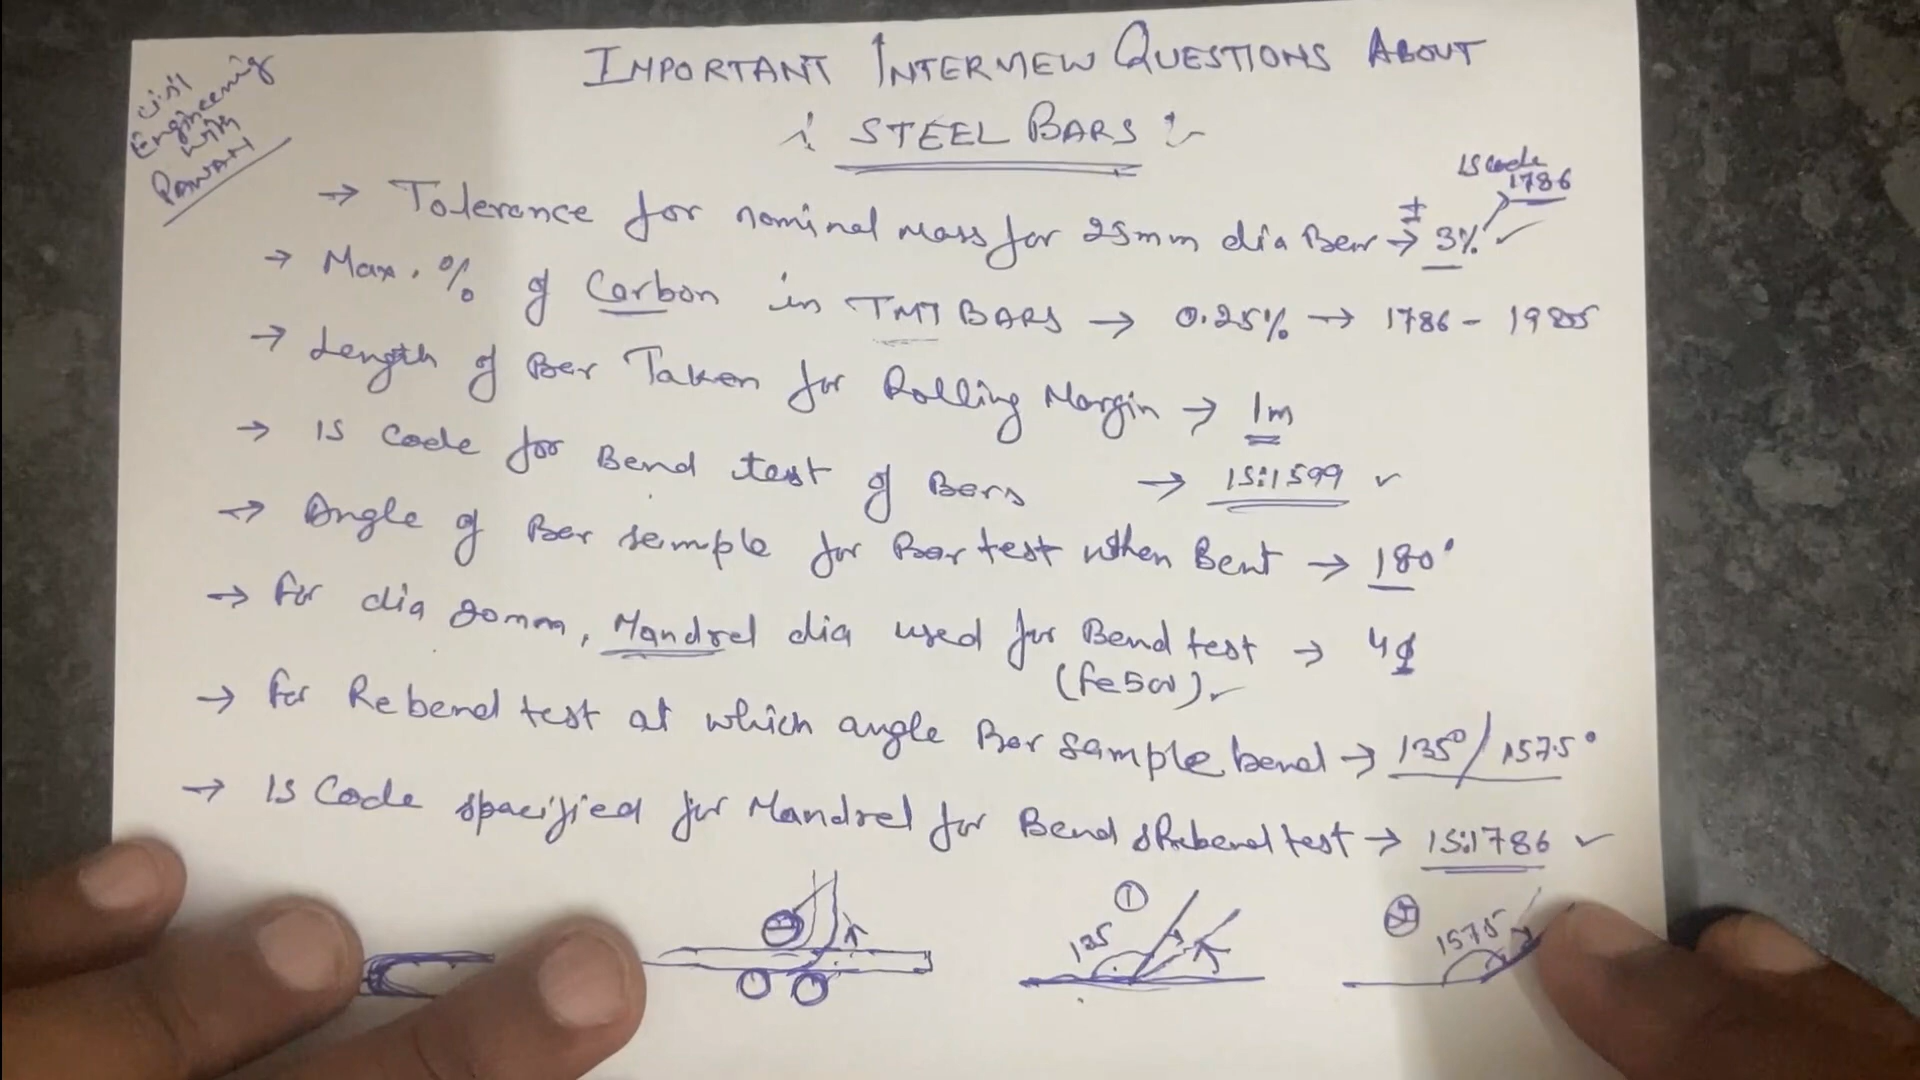 Civil
Engineering
with
PAWAN
IMPORTANT INTERVIEW QUESTIONS ABOUT
STEEL BARS :-
IS code
1786
→ Tolerance for nominal mass for 25mm dia Bar → ± 3% ✓
→ Max. % of Carbon in TMT BARS → 0.25% → 1786 - 1985
→ Length of Bar Taken for Rolling Margin → 1m
→ IS Code for Bend test of Bars → IS:1599 ✓
→ Angle of Bar sample for Bar test when Bent → 180°
→ for dia 20mm, Mandrel dia used for Bend test → 4ϕ
(fe500) ✓
→ for Rebend test at which angle Bar sample bend → 135°/157.5°
→ IS Code specified for Mandrel for Bend & Rebend test → IS:1786 ✓
1
135
157.5